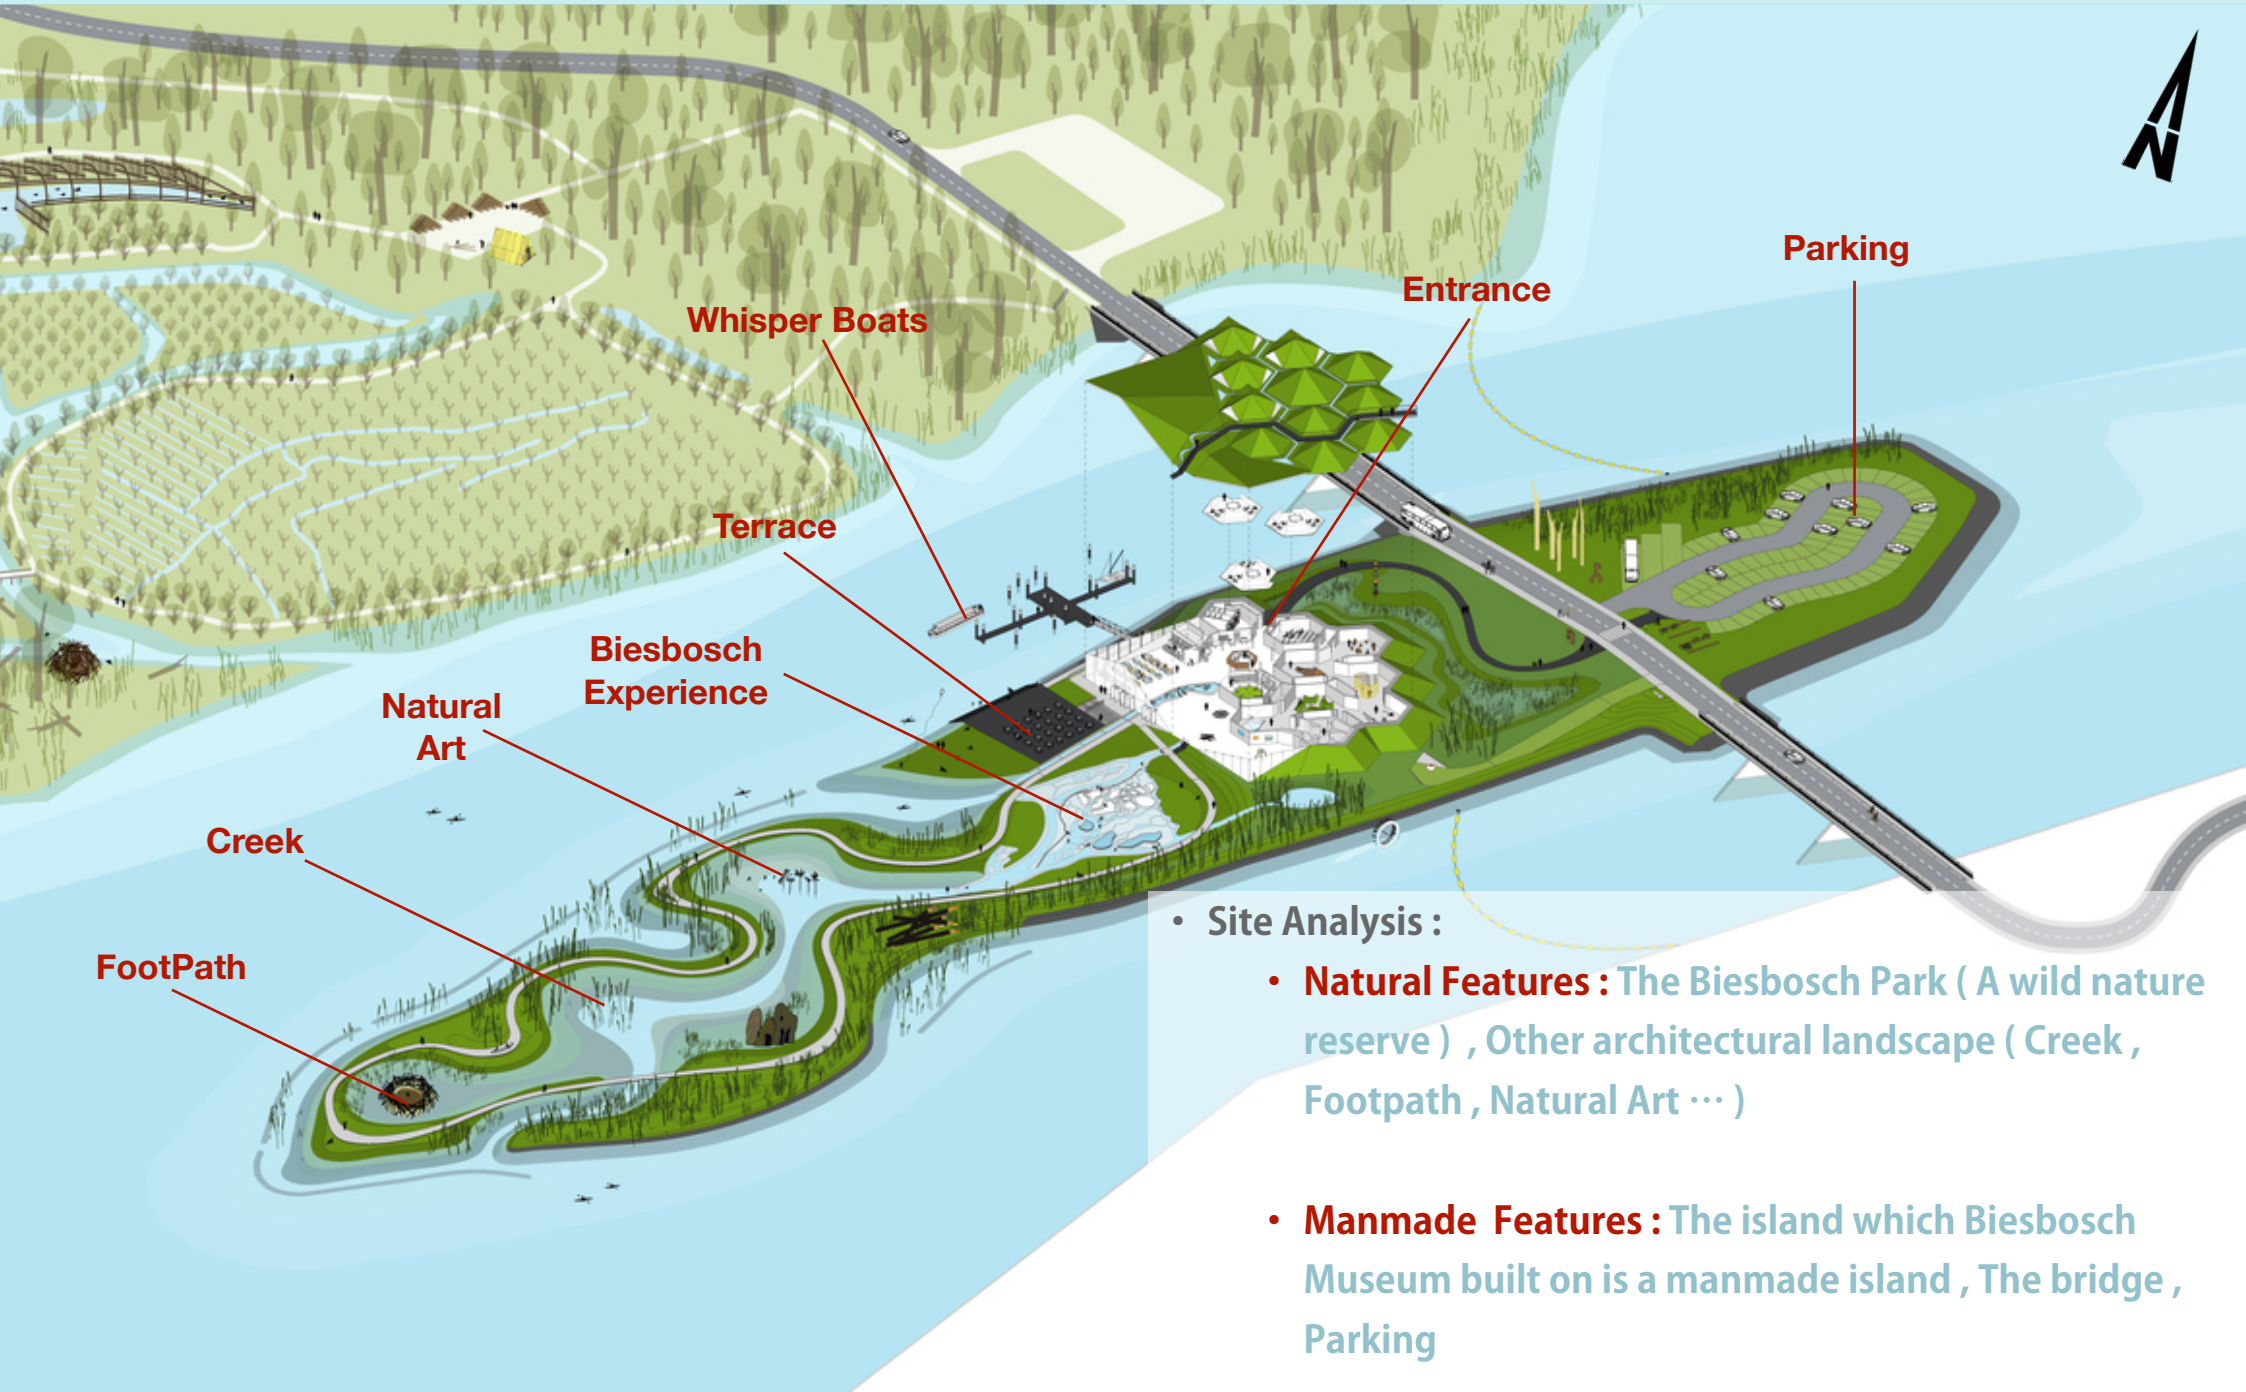 N
Parking
Entrance
Whisper Boats
Terrace
Biesbosch
Experience
Natural
Art
Creek
FootPath
• Site Analysis :
• Natural Features : The Biesbosch Park ( A wild nature
reserve ) , Other architectural landscape ( Creek ,
Footpath , Natural Art ··· )
• Manmade Features : The island which Biesbosch
Museum built on is a manmade island , The bridge ,
Parking